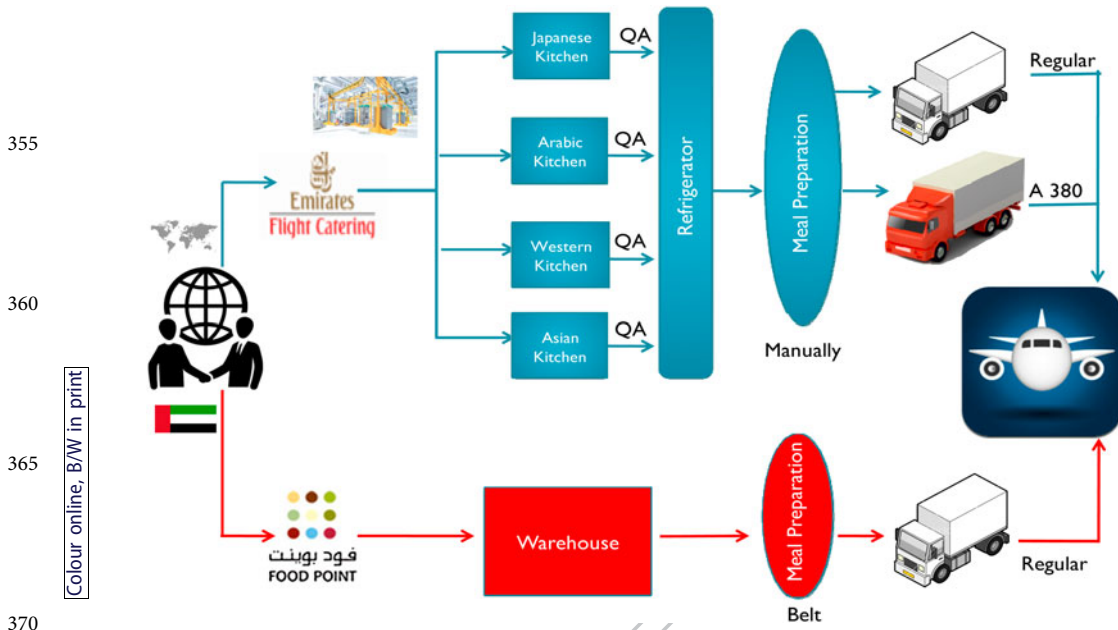 Japanese
Kitchen
QA
Regular
355
Arabic
Kitchen
QA
Refrigerator
Meal Preparation
Emirates
Flight Catering
A 380
Western
Kitchen
QA
360
Asian
Kitchen
QA
Manually
Colour online, B/W in print
365
فود بوينت
FOOD POINT
Warehouse
Meal Preparation
Regular
Belt
370